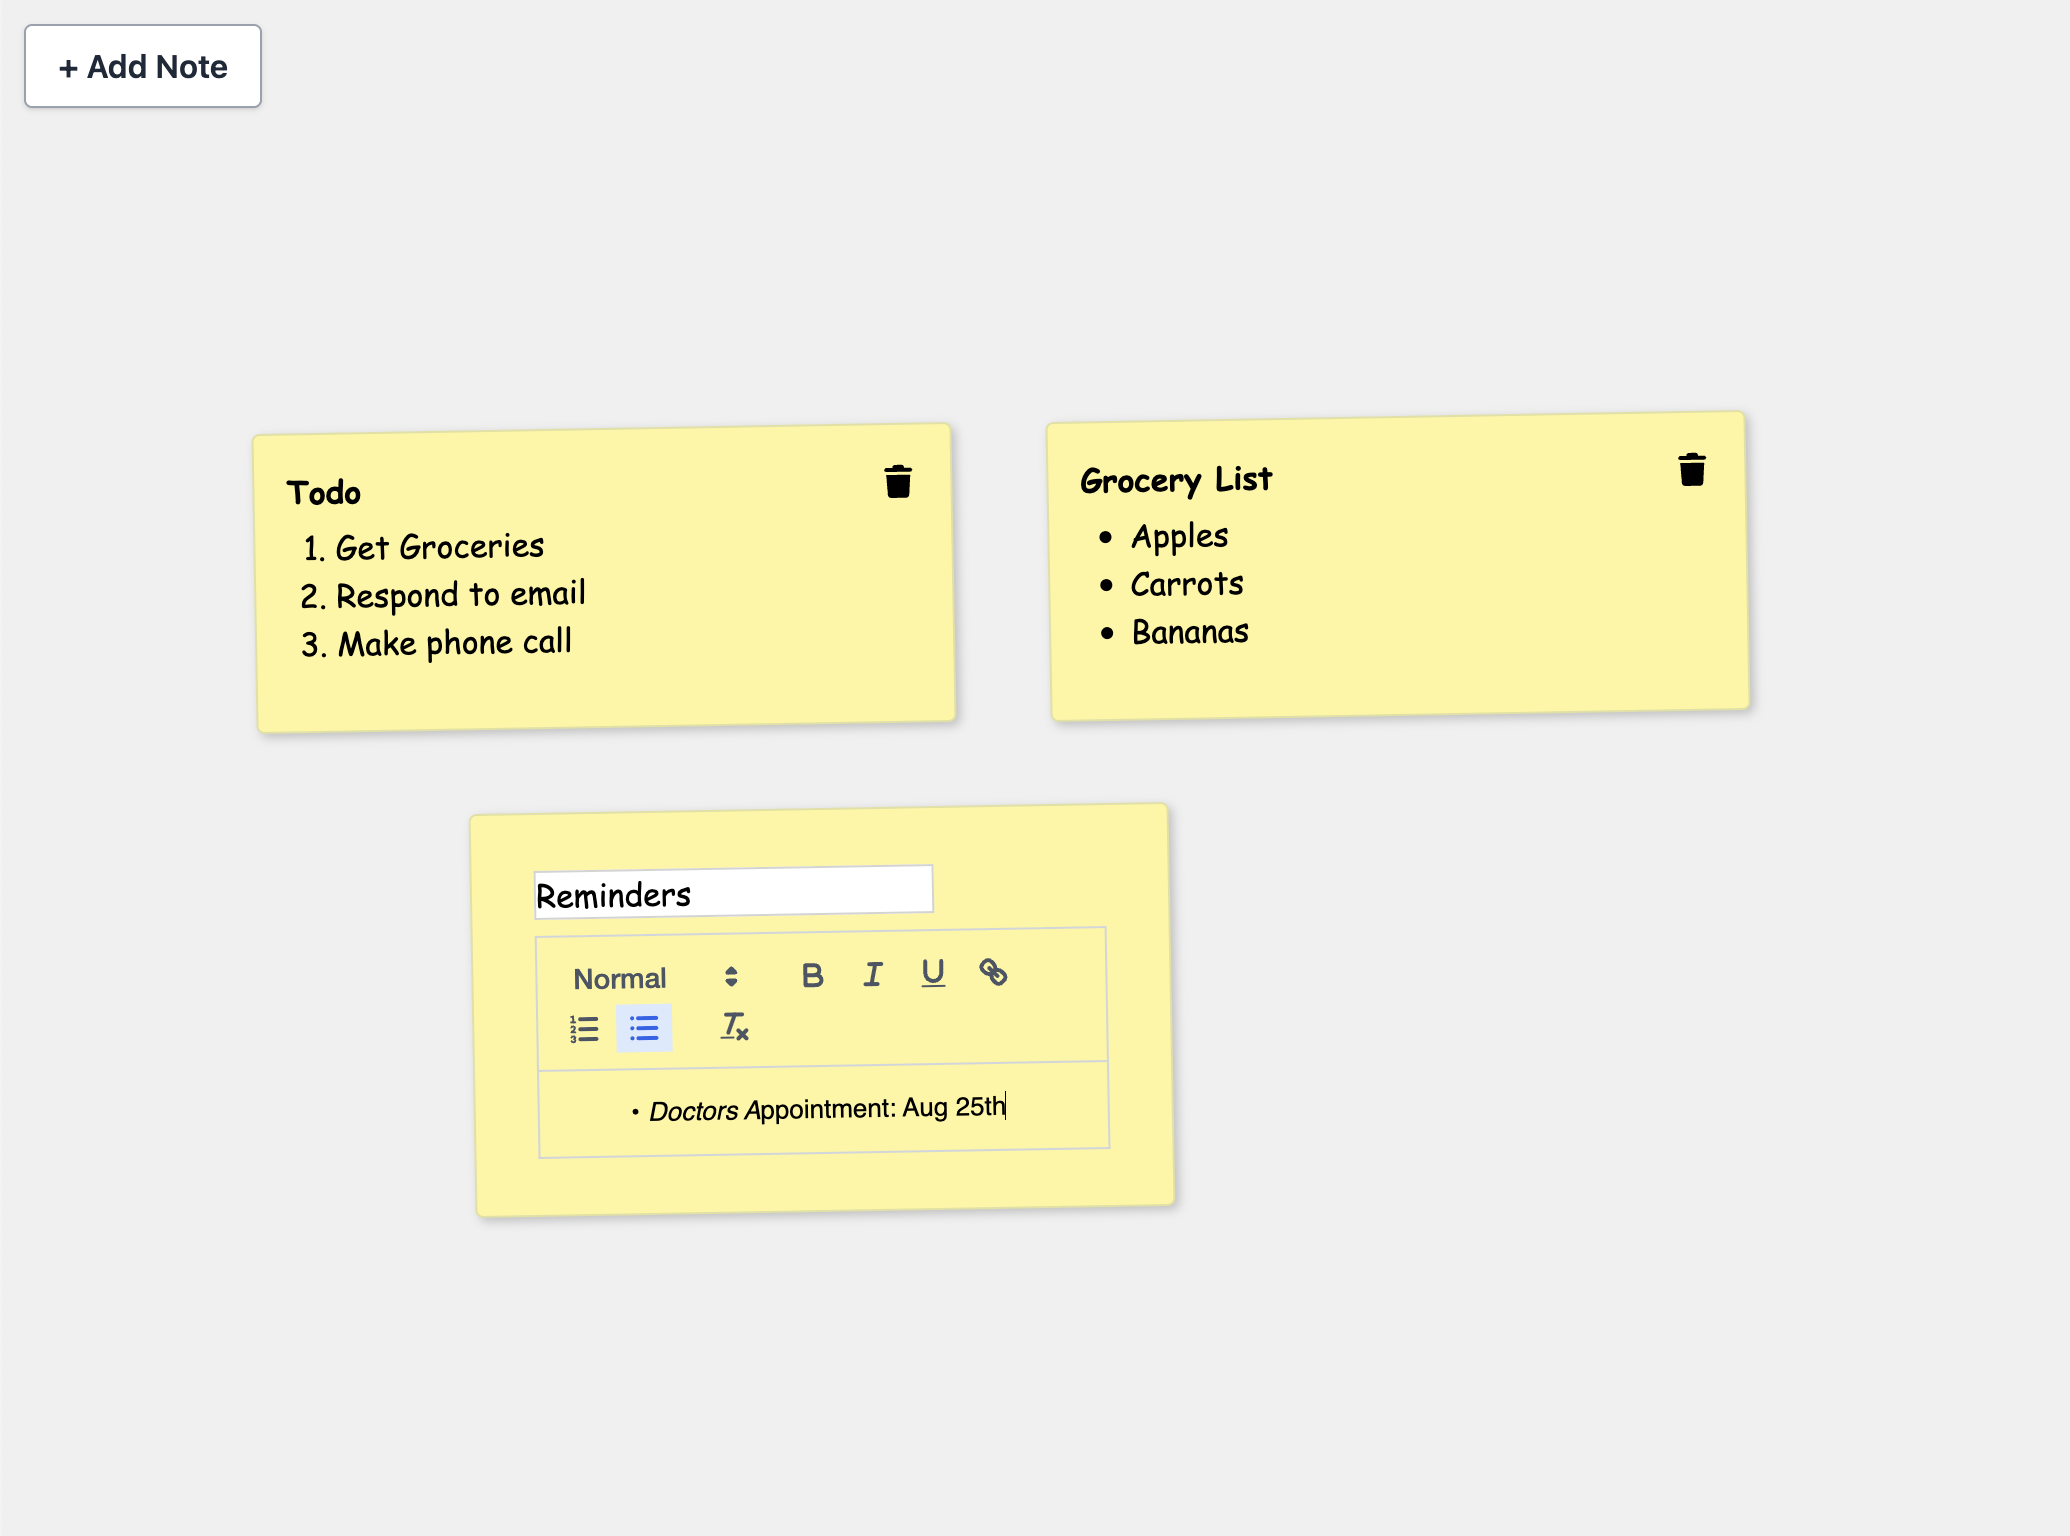 + Add Note
Todo
1. Get Groceries
2. Respond to email
3. Make phone call
Grocery List
• Apples
• Carrots
• Bananas
Reminders
Normal B I U
• Doctors Appointment: Aug 25th